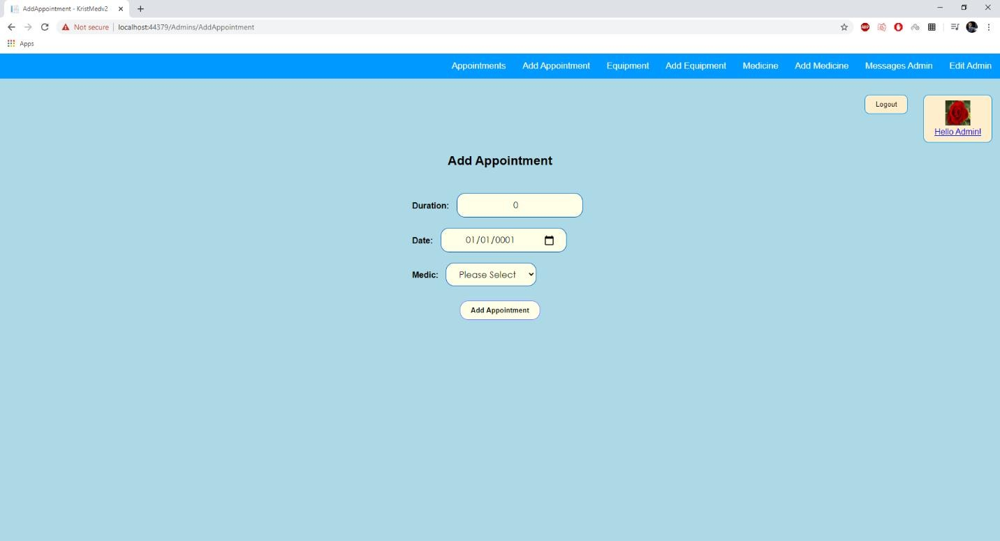 AddAppointment - KristMedv2
Not secure localhost:44379/Admins/AddAppointment
ABP
Apps
Appointments Add Appointment Equipment Add Equipment Medicine Add Medicine Messages Admin Edit Admin
Logout
Hello Admin!
Add Appointment
Duration: 0
Date: 01/01/0001
Medic: Please Select
Add Appointment